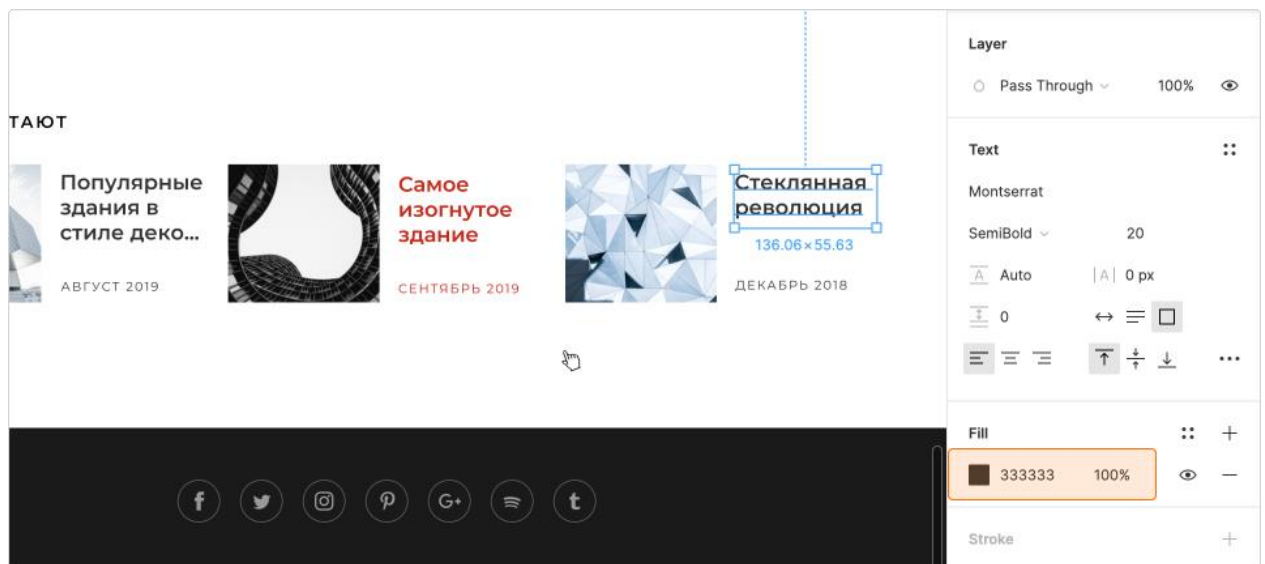 ТАЮТ
Популярные
здания в
стиле деко...
АВГУСТ 2019
Самое
изогнутое
здание
СЕНТЯБРЬ 2019
Стеклянная
революция
136.06×55.63
ДЕКАБРЬ 2018
Layer
Pass Through 100%
Text
Montserrat
SemiBold 20
A Auto |A| 0 px
0
Fill
333333 100%
Stroke